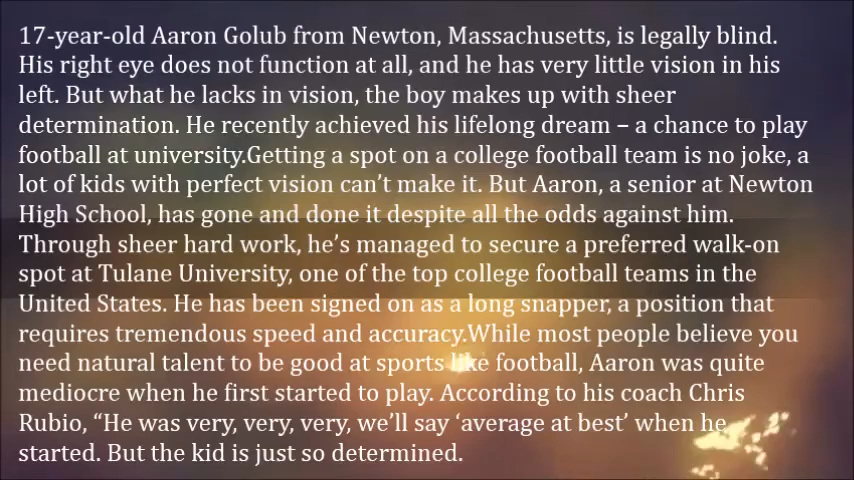 17-year-old Aaron Golub from Newton, Massachusetts, is legally blind.
His right eye does not function at all, and he has very little vision in his
left. But what he lacks in vision, the boy makes up with sheer
determination. He recently achieved his lifelong dream – a chance to play
football at university.Getting a spot on a college football team is no joke, a
lot of kids with perfect vision can’t make it. But Aaron, a senior at Newton
High School, has gone and done it despite all the odds against him.
Through sheer hard work, he’s managed to secure a preferred walk-on
spot at Tulane University, one of the top college football teams in the
United States. He has been signed on as a long snapper, a position that
requires tremendous speed and accuracy.While most people believe you
need natural talent to be good at sports like football, Aaron was quite
mediocre when he first started to play. According to his coach Chris
Rubio, “He was very, very, very, we’ll say ‘average at best’ when he
started. But the kid is just so determined.